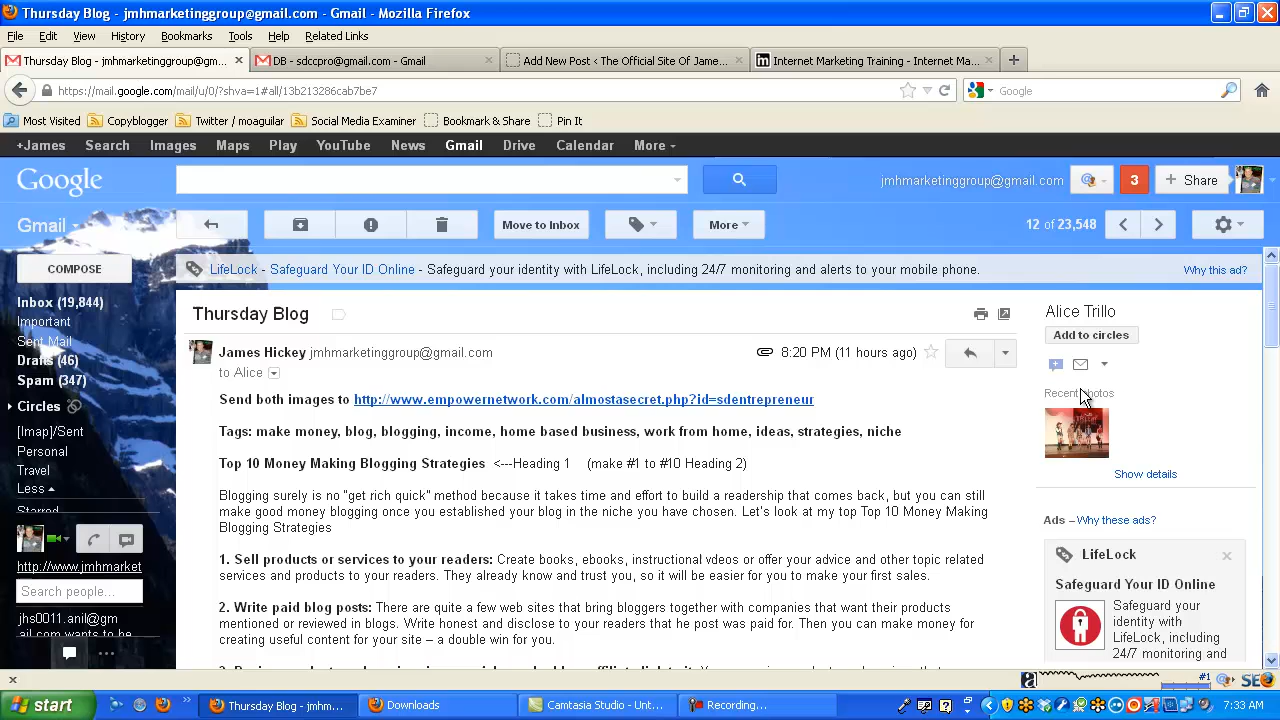 Thursday Blog - jmhmarketinggroup@gmail.com - Gmail - Mozilla Firefox
File Edit View History Bookmarks Tools Help Related Links
Thursday Blog - jmhmarketinggroup@gm... DB - sdccpm@gmail.com - Gmail Add New Post < The Official Site Of Jame... Internet Marketing Training - Internet Ma...
https://mail.google.com/mail/u/0/?shva=1#all/13b213286cab7be7 Google
Most Visited Copyblogger Twitter / moaguilar Social Media Examiner Bookmark & Share Pin It
+James Search Images Maps Play YouTube News Gmail Drive Calendar More
Google jmhmarketinggroup@gmail.com 3 + Share
Gmail Move to Inbox More 12 of 23,548
COMPOSE
LifeLock - Safeguard Your ID Online - Safeguard your identity with LifeLock, including 24/7 monitoring and alerts to your mobile phone. Why this ad?
Inbox (19,844)
Important
Sent Mail
Drafts (46)
Spam (347)
Circles
[Imap]/Sent
Personal
Travel
Less
Starred
http://www.jmhmarket
Search people...
jhs0011.anil@gm
ail.com wants to be
Thursday Blog
James Hickey jmhmarketinggroup@gmail.com 8:20 PM (11 hours ago)
to Alice
Send both images to http://www.empowernetwork.com/almostasecret.php?id=sdentrepreneur
Tags: make money, blog, blogging, income, home based business, work from home, ideas, strategies, niche
Top 10 Money Making Blogging Strategies <---Heading 1 (make #1 to #10 Heading 2)
Blogging surely is no "get rich quick" method because it takes time and effort to build a readership that comes back, but you can still
make good money blogging once you established your blog in the niche you have chosen. Let's look at my top Top 10 Money Making
Blogging Strategies
1. Sell products or services to your readers: Create books, ebooks, instructional vdeos or offer your advice and other topic related
services and products to your readers. They already know and trust you, so it will be easier for you to make your first sales.
2. Write paid blog posts: There are quite a few web sites that bring bloggers together with companies that want their products
mentioned or reviewed in blogs. Write honest and disclose to your readers that he post was paid for. Then you can make money for
creating useful content for your site – a double win for you.
Alice Trillo
Add to circles
Recent photos
Show details
Ads – Why these ads?
LifeLock
Safeguard Your ID Online
Safeguard your
identity with
LifeLock, including
24/7 monitoring and
#1 SEO
start Thursday Blog - jmh... Downloads Camtasia Studio - Unt... Recording... 7:33 AM